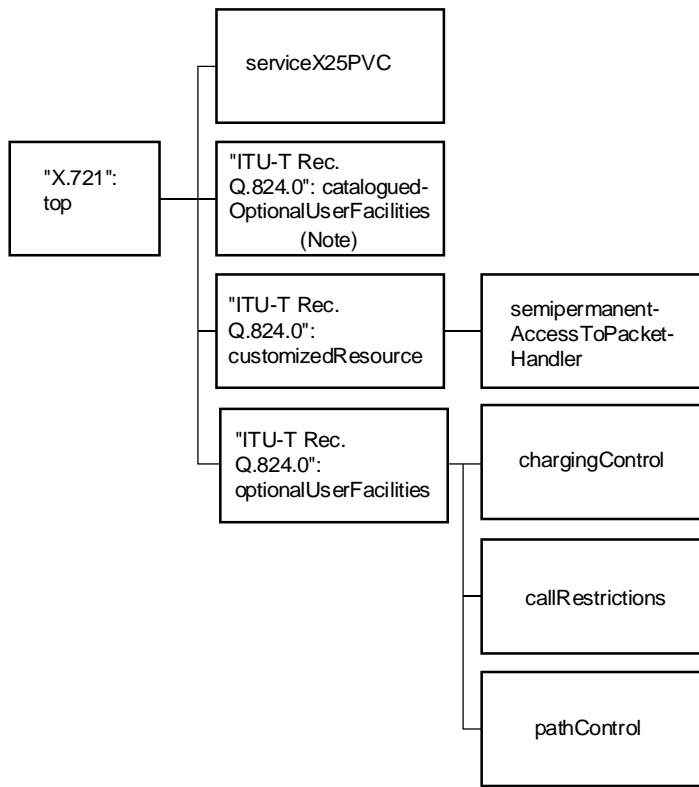 serviceX25PVC
"X.721":
top
"ITU-T Rec.
Q.824.0": catalogued-
OptionalUserFacilities
(Note)
"ITU-T Rec.
Q.824.0":
customizedResource
semipermanent-
AccessToPacket-
Handler
"ITU-T Rec.
Q.824.0":
optionalUserFacilities
chargingControl
callRestrictions
pathControl